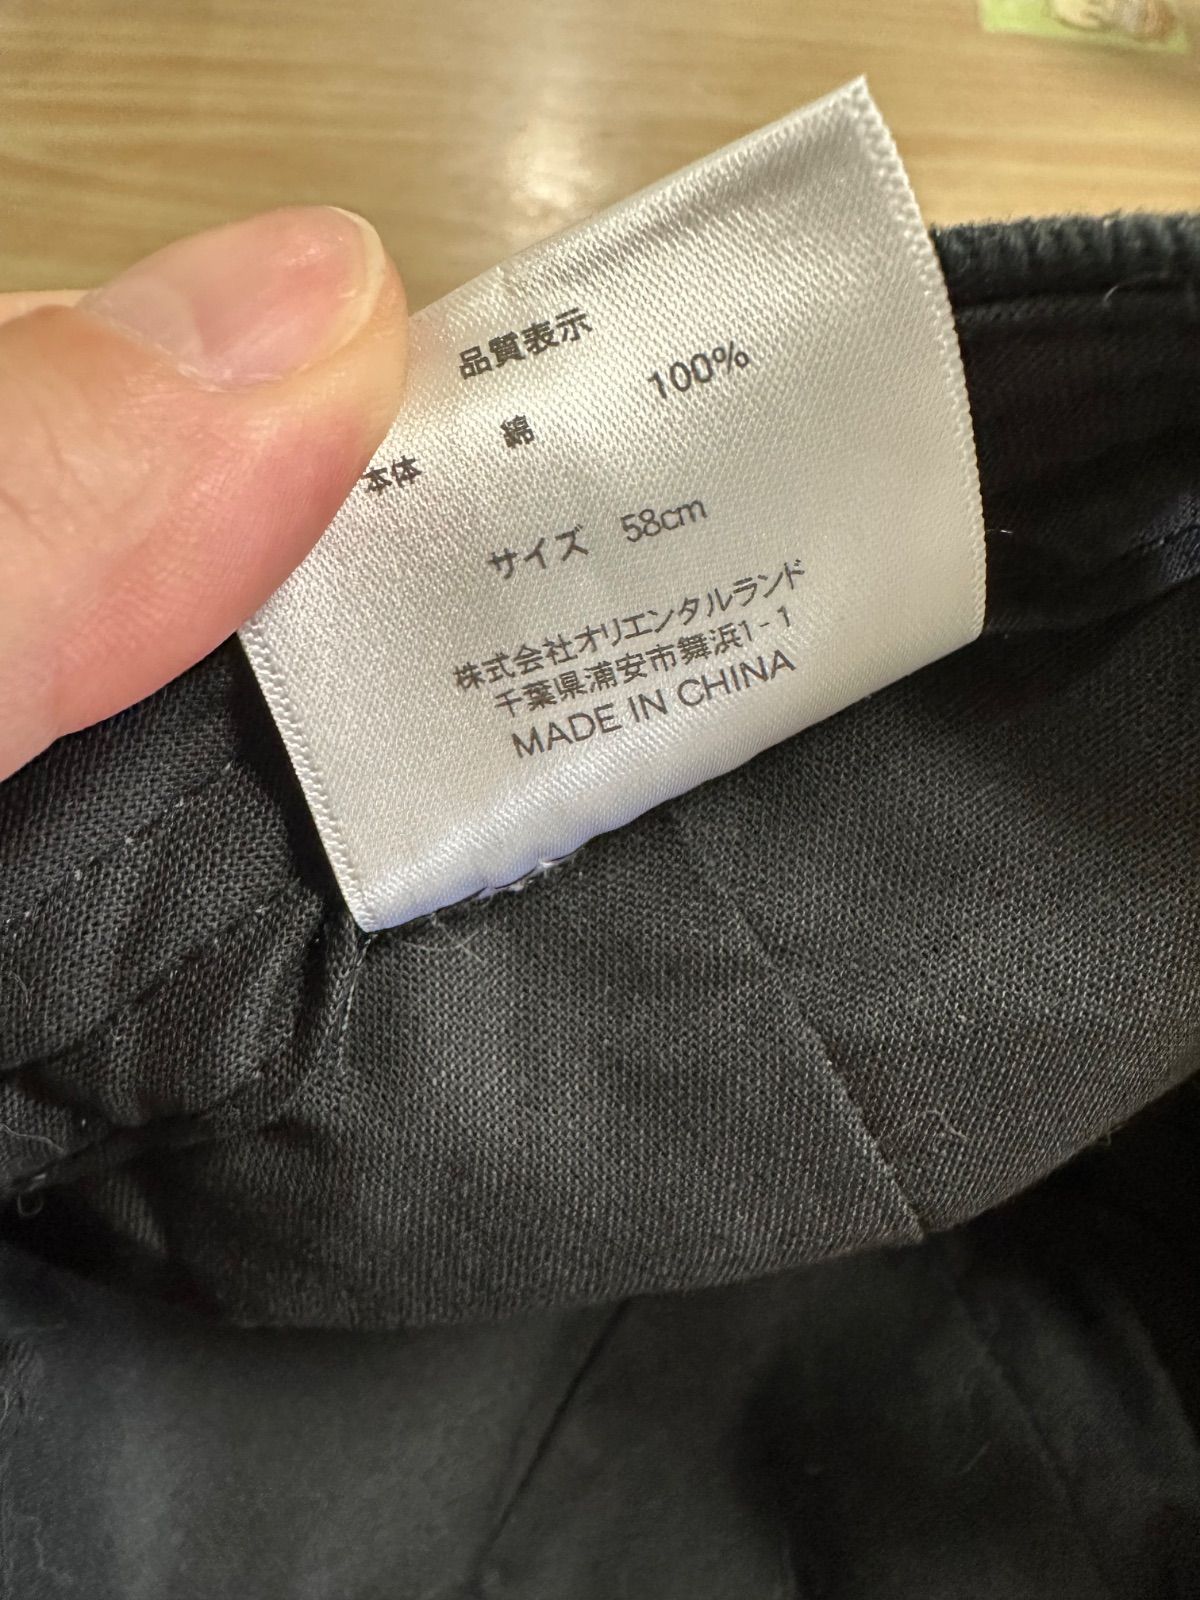 品質表示
本体 綿 100%
サイズ 58cm
株式会社オリエンタルランド
千葉県浦安市舞浜1-1
MADE IN CHINA